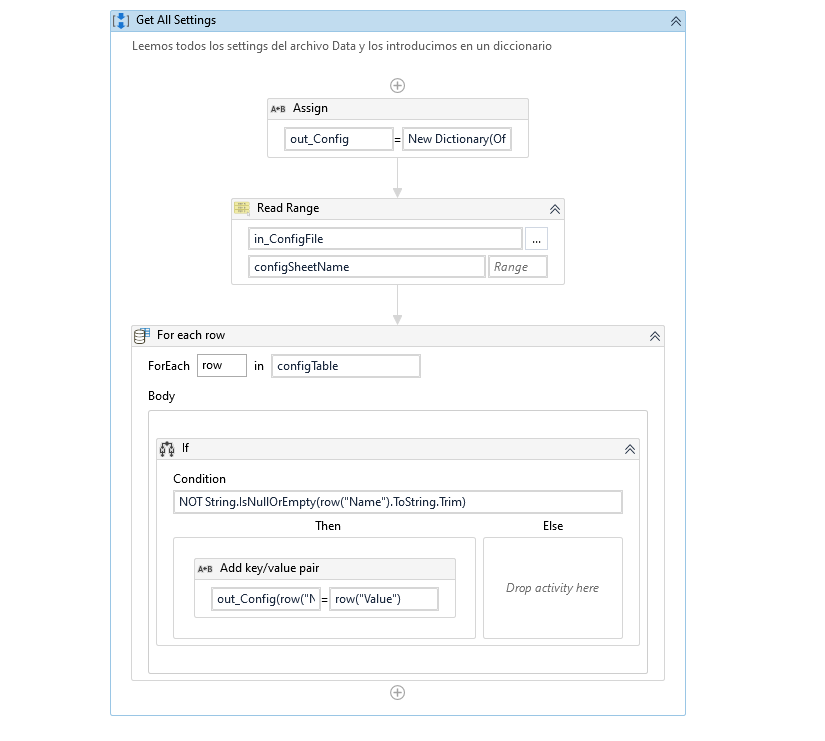 Get All Settings
Leemos todos los settings del archivo Data y los introducimos en un diccionario
A+B Assign
out_Config = New Dictionary(Of
Read Range
in_ConfigFile ...
configSheetName Range
For each row
ForEach row in configTable
Body
If
Condition
NOT String.IsNullOrEmpty(row("Name").ToString.Trim)
Then Else
A+B Add key/value pair
Drop activity here
out_Config(row("N = row("Value")